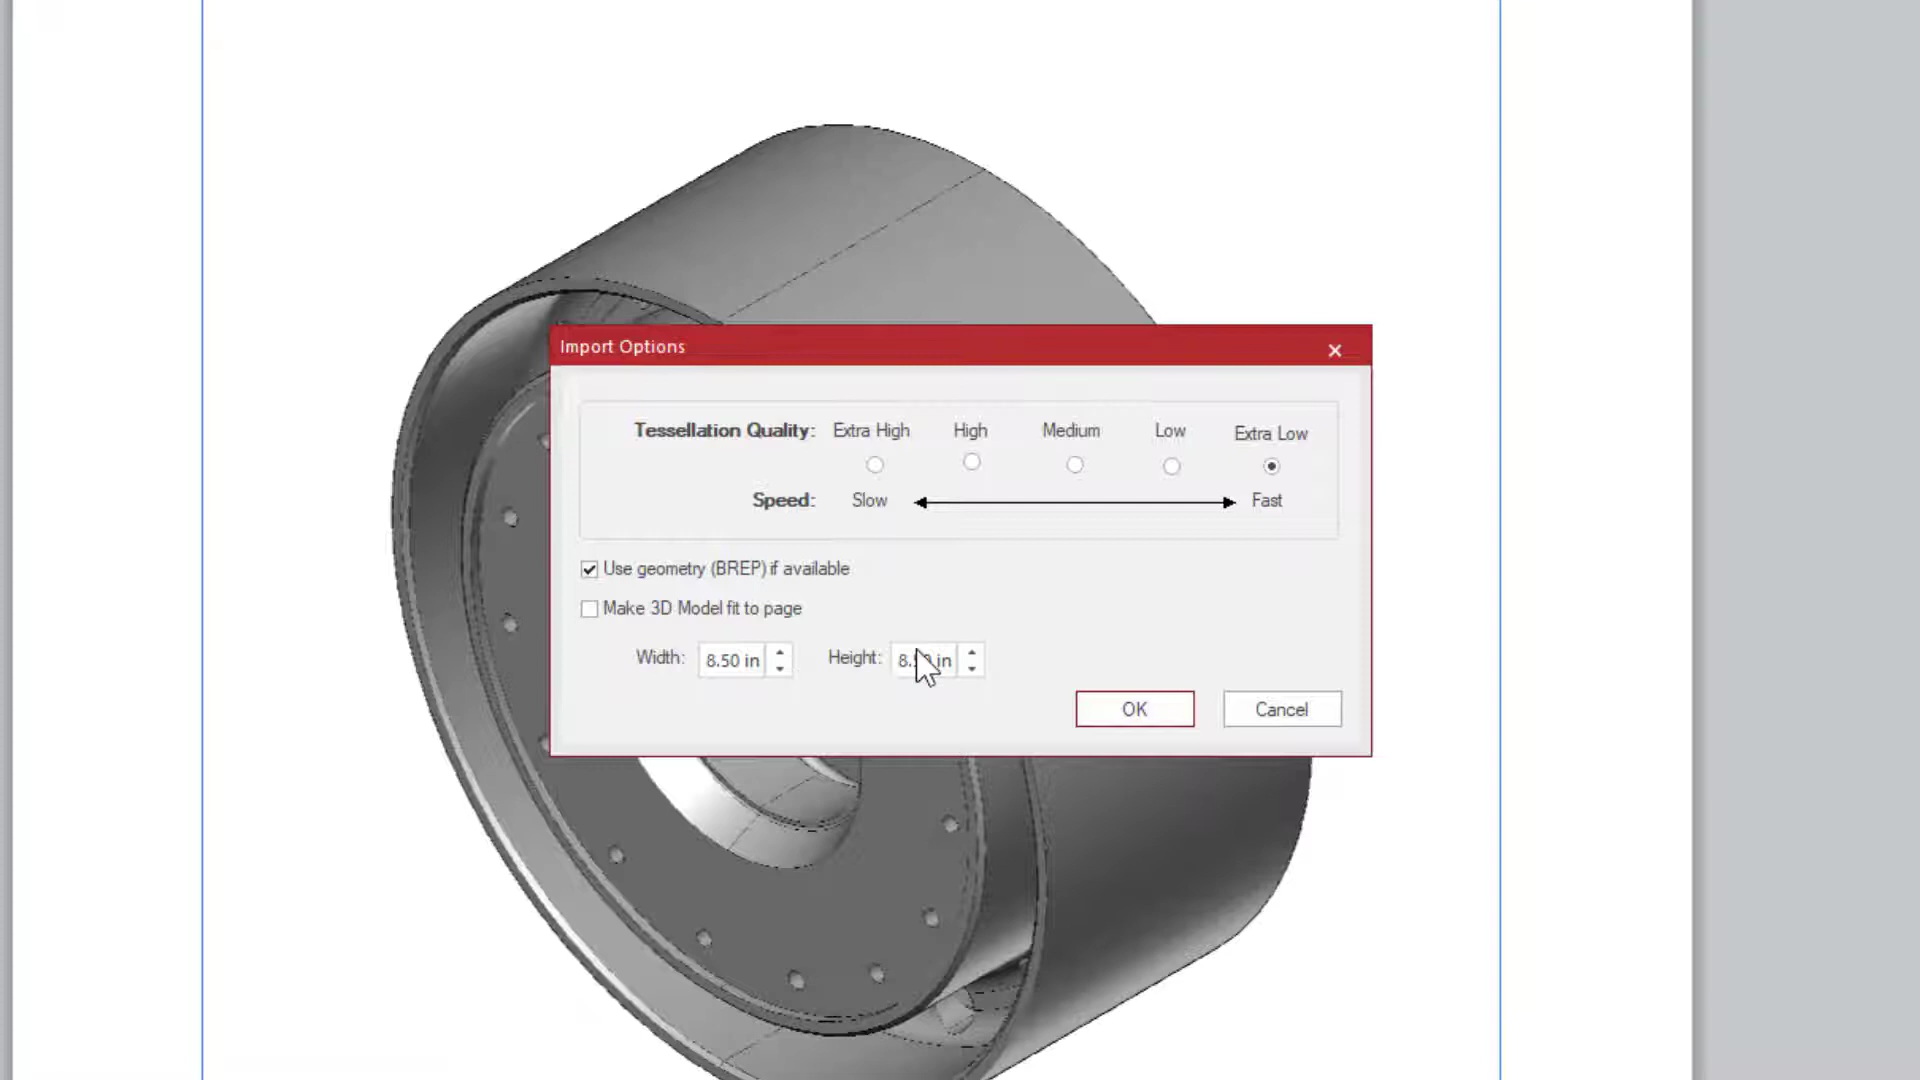 Import Options
Tessellation Quality: Extra High High Medium Low Extra Low
Speed: Slow Fast
Use geometry (BREP) if available
Make 3D Model fit to page
Width: 8.50 in Height: in
OK Cancel